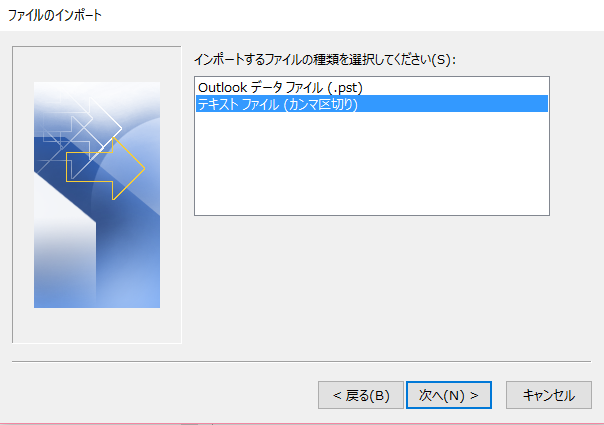 ファイルのインポート
インポートするファイルの種類を選択してください(S):
Outlook データ ファイル (.pst)
テキスト ファイル (カンマ区切り)
< 戻る(B)
次へ(N) >
キャンセル